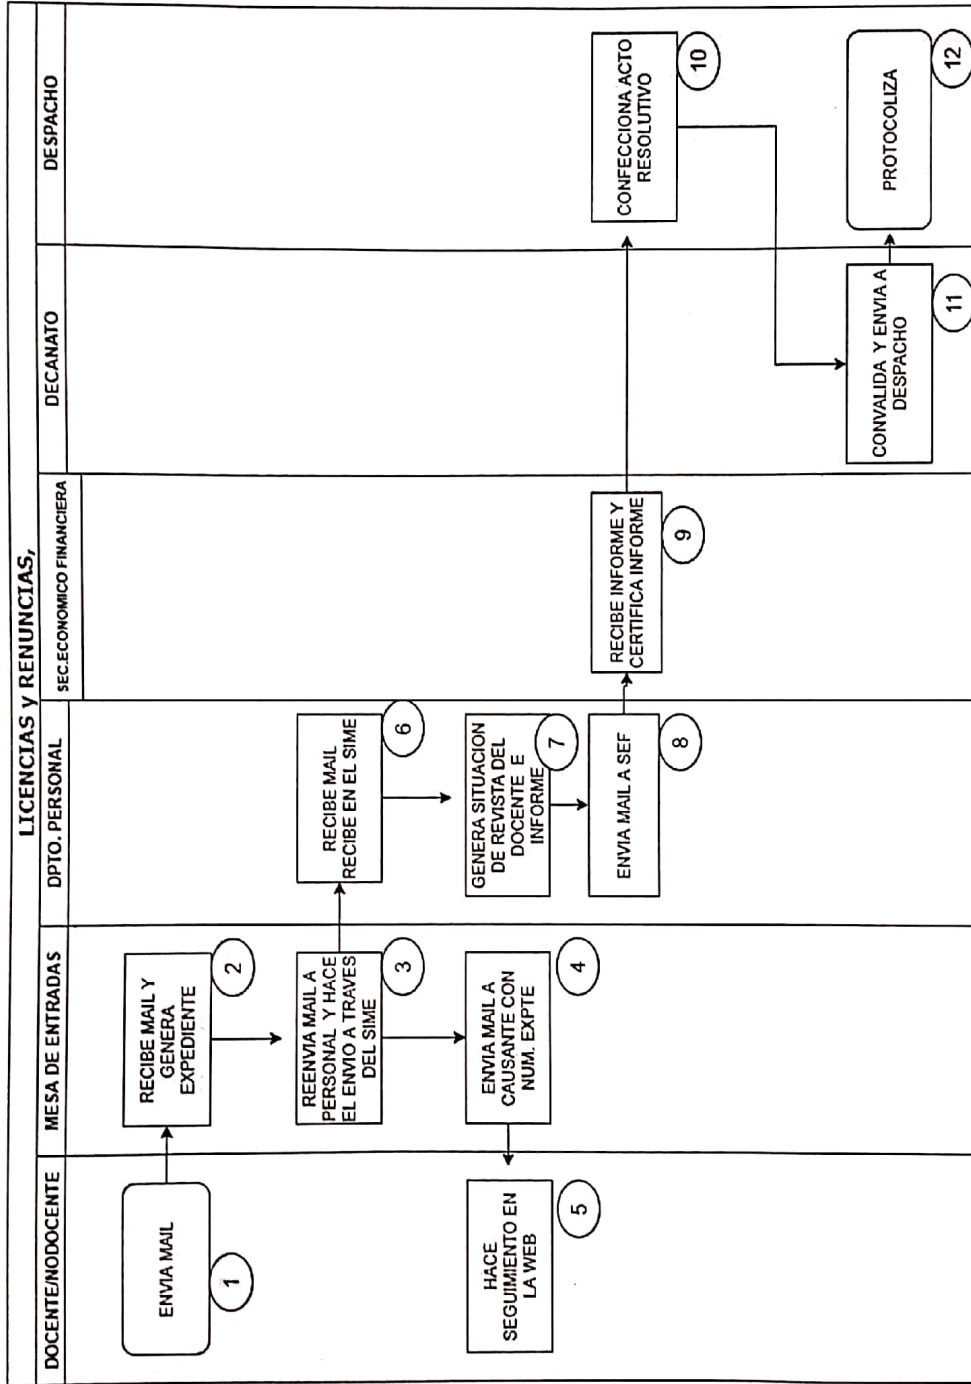 LICENCIAS y RENUNCIAS,
DOCENTE/NODOCENTE
MESA DE ENTRADAS
DPTO. PERSONAL
SEC.ECONOMICO FINANCIERA
DECANATO
DESPACHO
ENVIA MAIL
1
RECIBE MAIL Y
GENERA
EXPEDIENTE
2
REENVIA MAIL A
PERSONAL Y HACE
EL ENVIO A TRAVES
DEL SIME
3
ENVIA MAIL A
CAUSANTE CON
NUM. EXPTE
4
HACE
SEGUIMIENTO EN
LA WEB
5
RECIBE MAIL
RECIBE EN EL SIME
6
GENERA SITUACION
DE REVISTA DEL
DOCENTE E
INFORME
7
ENVIA MAIL A SEF
8
RECIBE INFORME Y
CERTIFICA INFORME
9
CONFECCIONA ACTO
RESOLUTIVO
10
CONVALIDA Y ENVIA A
DESPACHO
11
PROTOCOLIZA
12